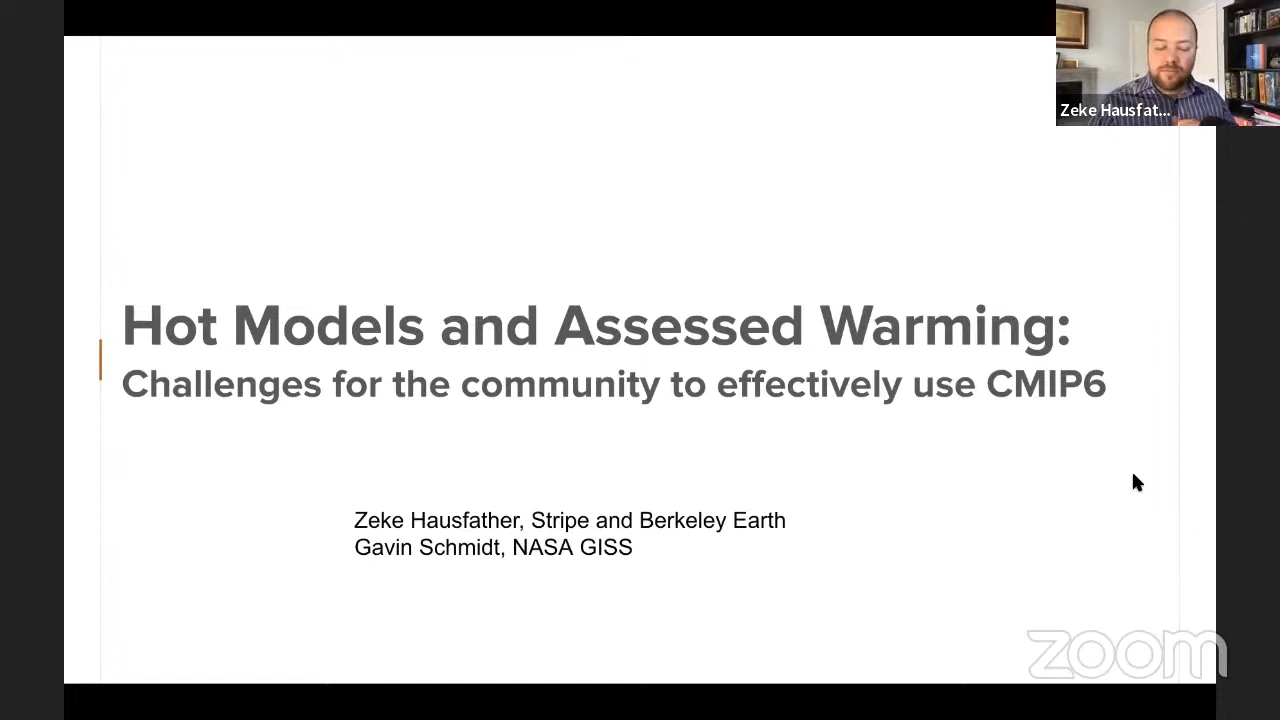 Zeke Hausfat...
Hot Models and Assessed Warming:
Challenges for the community to effectively use CMIP6
Zeke Hausfather, Stripe and Berkeley Earth
Gavin Schmidt, NASA GISS
zoom